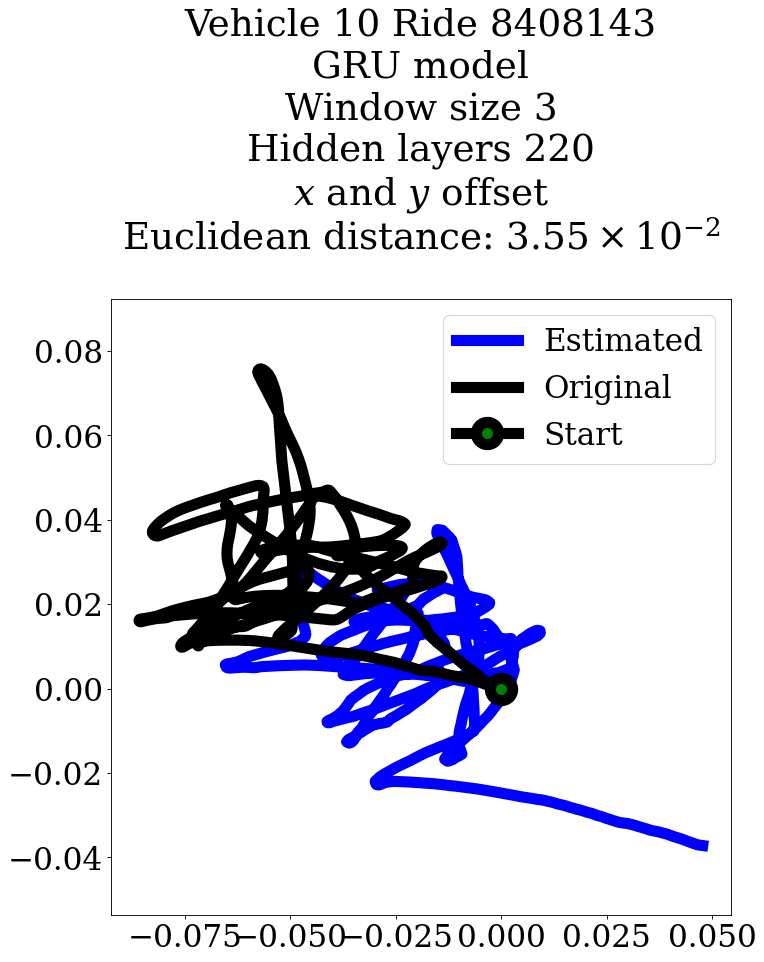 Vehicle 10 Ride 8408143
GRU model
Window size 3
Hidden layers 220
x and y offset
Euclidean distance: 3.55 × 10⁻²
Estimated
Original
Start
0.08
0.06
0.04
0.02
0.00
−0.02
−0.04
−0.075 −0.050 −0.025 0.000 0.025 0.050